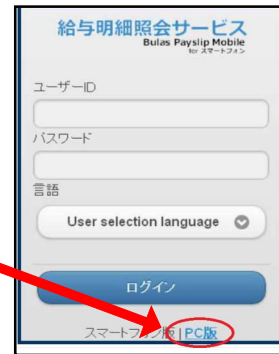 給与明細照会サービス
Bulas Payslip Mobile
for スマートフォン
ユーザーID
パスワード
言語
User selection language
ログイン
スマートフォン版 | PC版